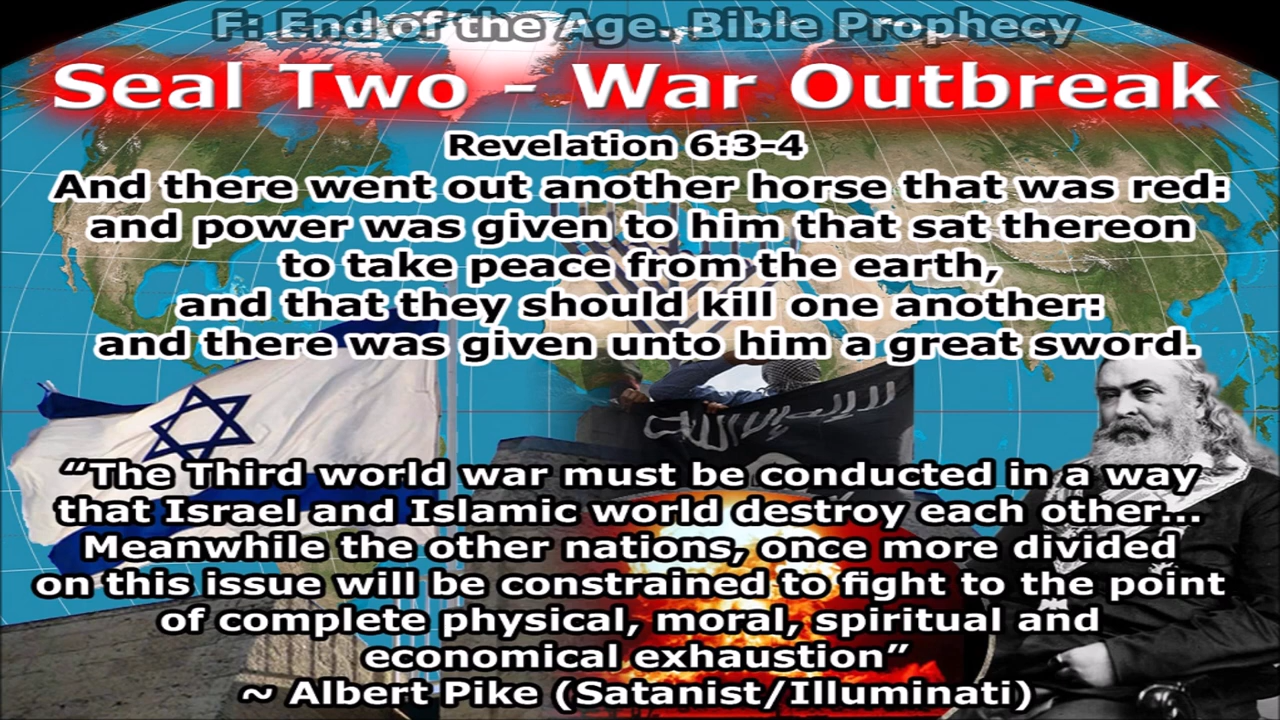 F: End of the Age. Bible Prophecy
Seal Two - War Outbreak
Revelation 6:3-4
And there went out another horse that was red:
and power was given to him that sat thereon
to take peace from the earth,
and that they should kill one another:
and there was given unto him a great sword.
“The Third world war must be conducted in a way
that Israel and Islamic world destroy each other...
Meanwhile the other nations, once more divided
on this issue will be constrained to fight to the point
of complete physical, moral, spiritual and
economical exhaustion”
~ Albert Pike (Satanist/Illuminati)